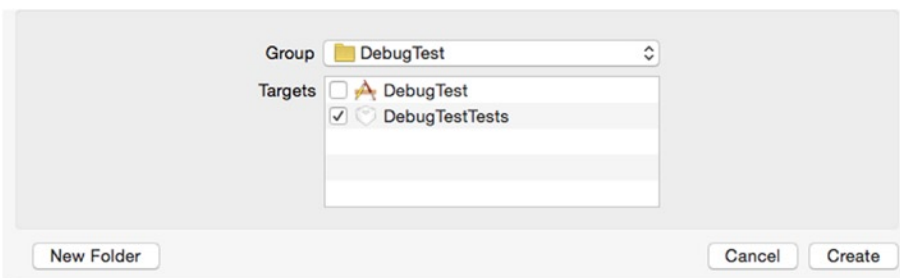 Group DebugTest
Targets DebugTest
DebugTestTests
New Folder Cancel Create